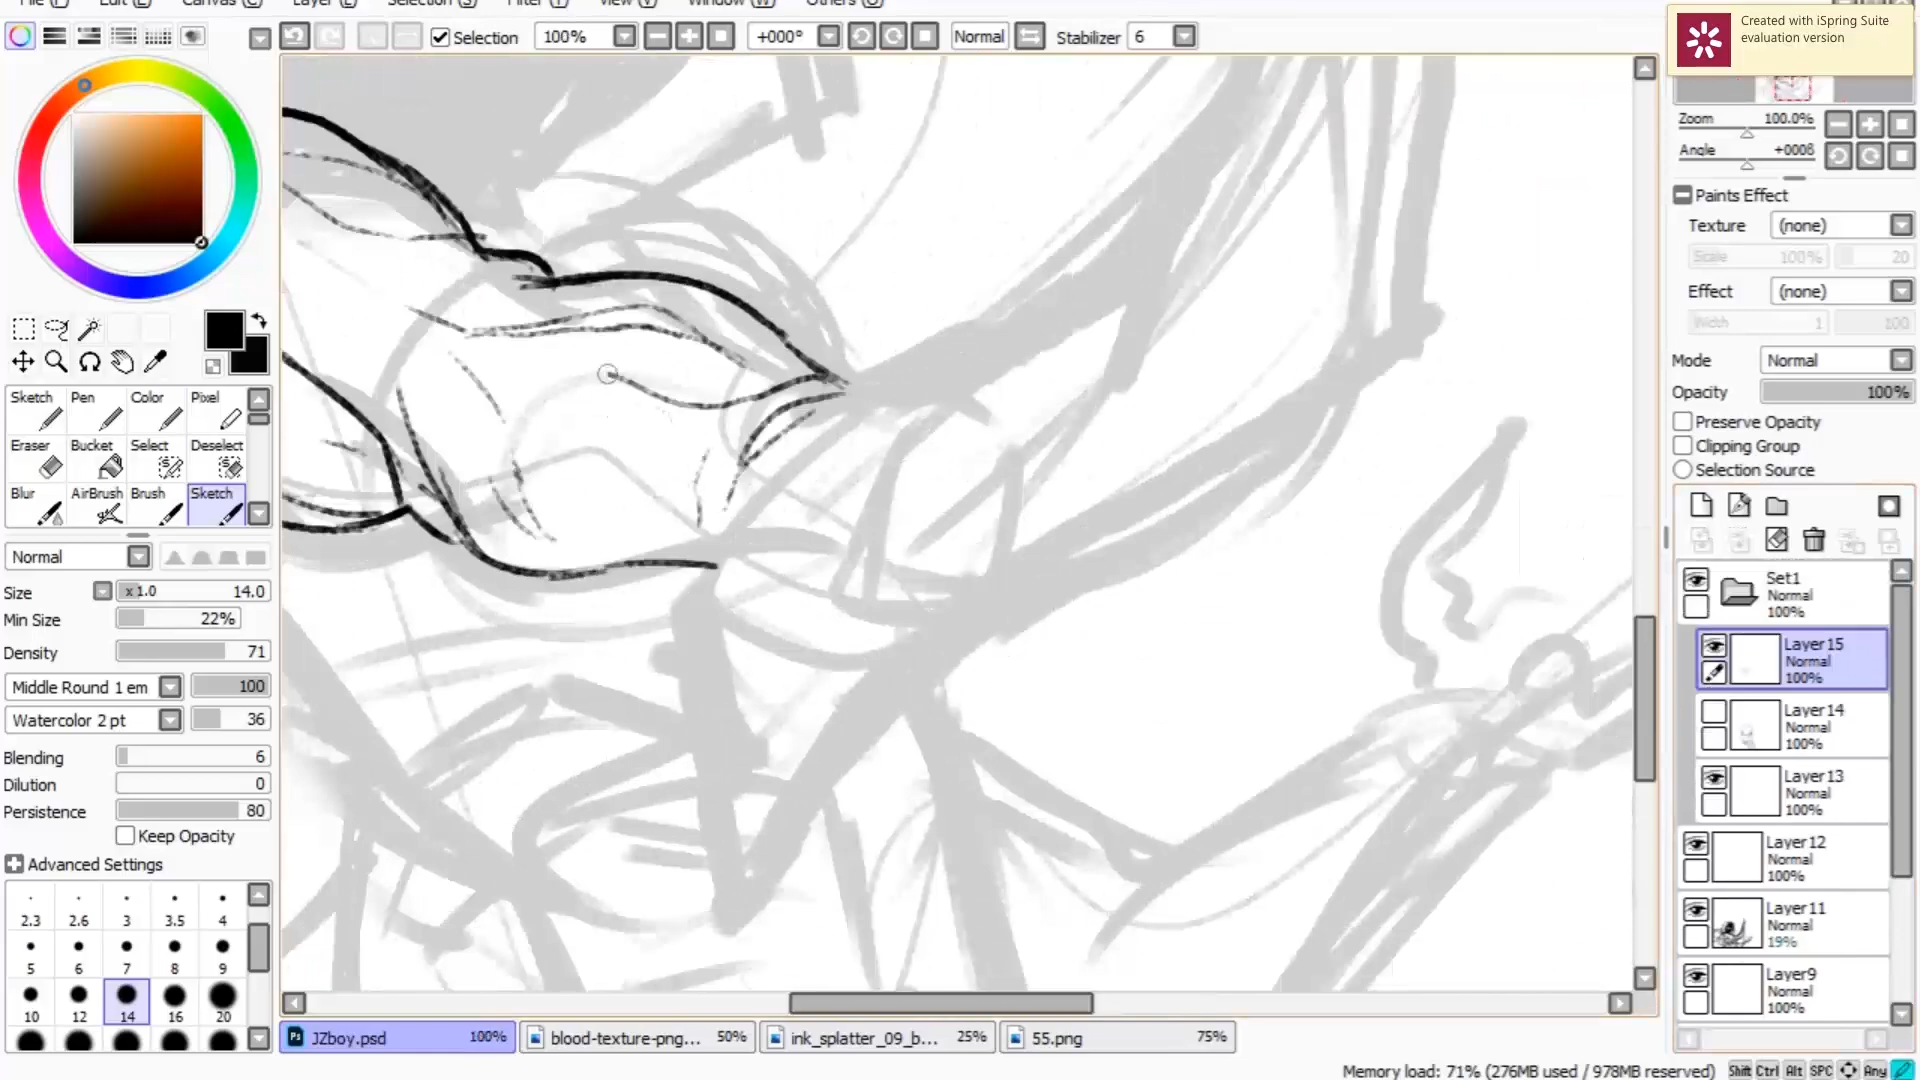 File (F) Edit (E) Canvas (C) Layer (L) Selection (S) Filter (T) View (V) Window (W) Others (O)
Created with iSpring Suite
evaluation version
Selection 100% +000° Normal Stabilizer 6
Zoom 100.0%
Angle +000ß
Paints Effect
Texture (none)
Scale 100% 20
Effect (none)
Width 1 100
Mode Normal
Opacity 100%
Preserve Opacity
Clipping Group
Selection Source
Sketch Pen Color Pixel
Eraser Bucket Select Deselect
Blur AirBrush Brush Sketch
Normal
Size x1.0 14.0
Min Size 22%
Density 71
Middle Round 1 em 100
Watercolor 2 pt 36
Blending 6
Dilution 0
Persistence 80
Keep Opacity
Advanced Settings
2.3 2.6 3 3.5 4
5 6 7 8 9
10 12 14 16 20
Set1
Normal
100%
Layer15
Normal
100%
Layer14
Normal
100%
Layer13
Normal
100%
Layer12
Normal
100%
Layer11
Normal
19%
Layer9
Normal
100%
JZboy.psd 100% blood-texture-png... 50% ink_splatter_09_b... 25% 55.png 75%
Memory load: 71% (276MB used / 978MB reserved) Shift Ctrl Alt SPC Any